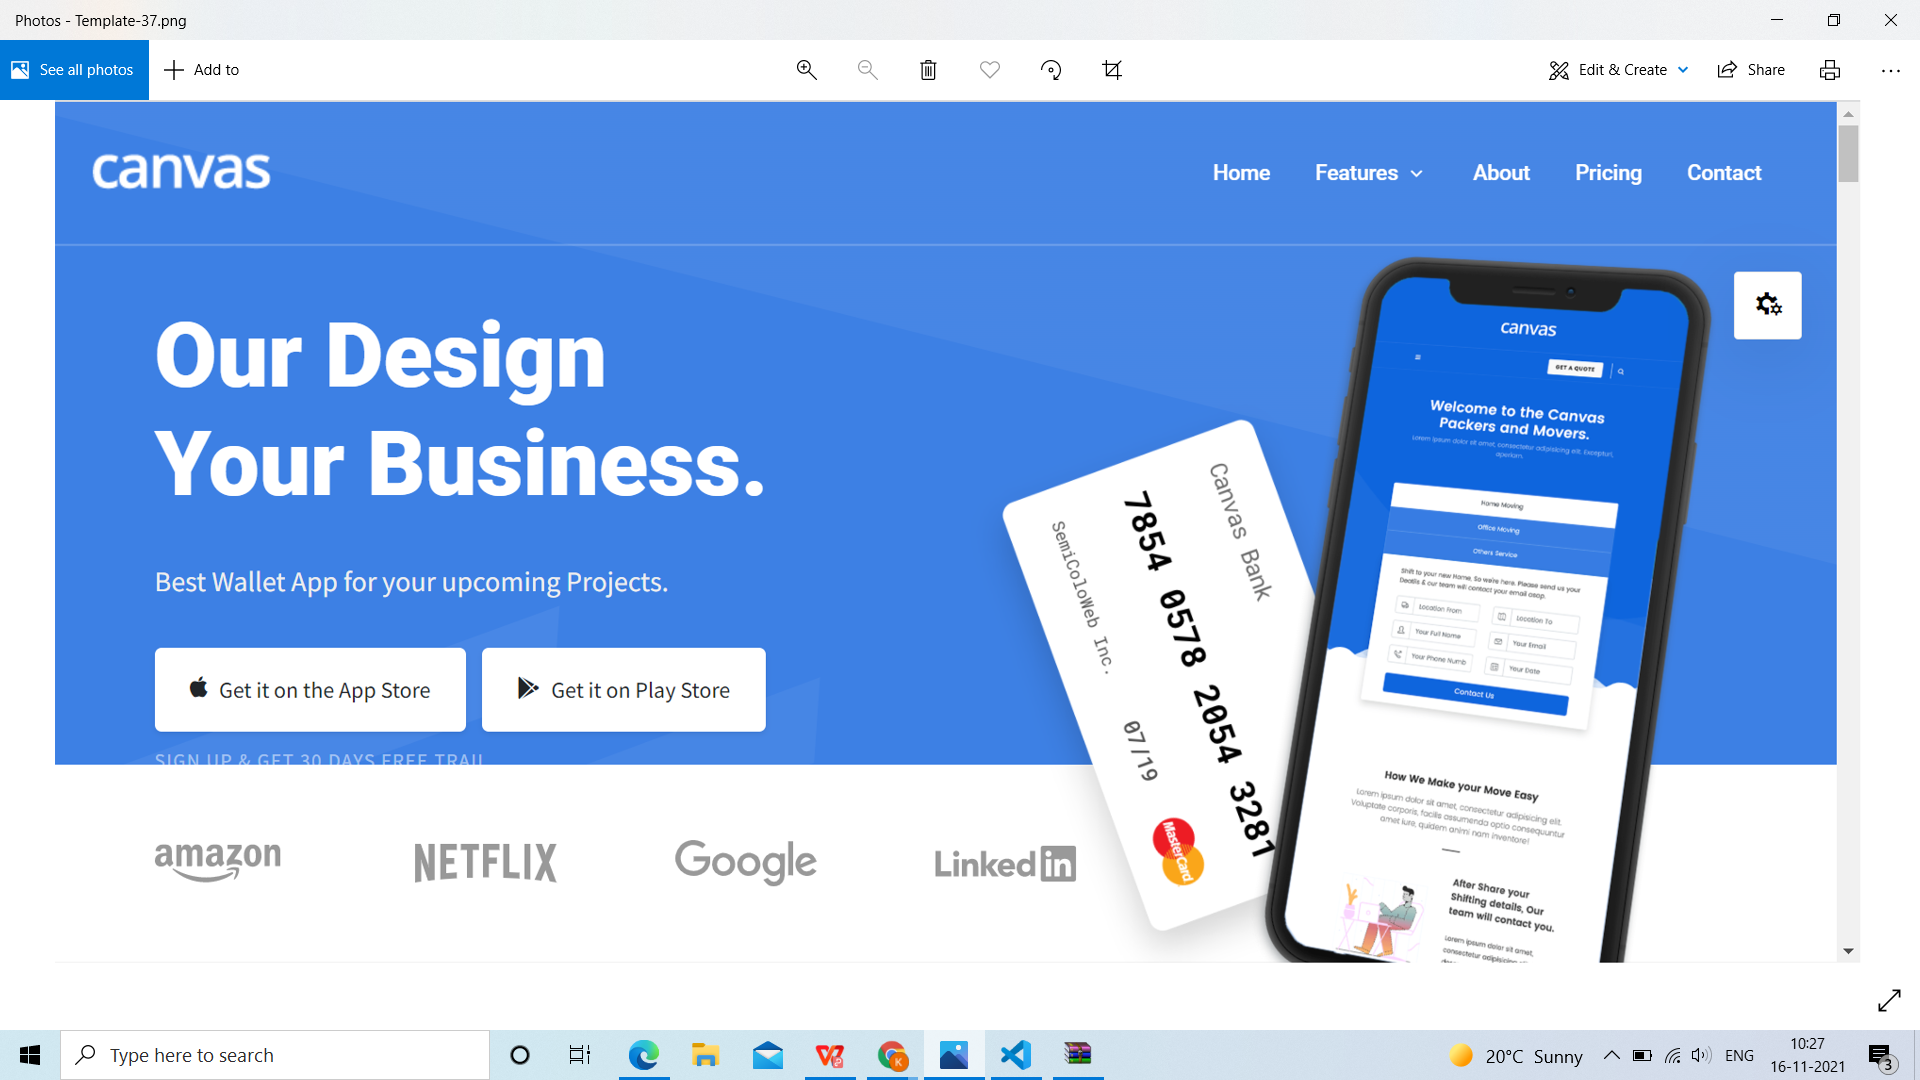 Photos - Template-37.png
See all photos
Add to
Edit & Create
Share
canvas
Home
Features
About
Pricing
Contact
Our Design
Your Business.
Best Wallet App for your upcoming Projects.
Get it on the App Store
Get it on Play Store
SIGN UP & GET 30 DAYS FREE TRAIL
amazon
NETFLIX
Google
Linked in
Canvas Bank
7854 0578 2054 3281
SemiColoWeb Inc.
07/19
MasterCard
canvas
GET A QUOTE
Welcome to the Canvas
Packers and Movers.
Lorem ipsum dolor sit amet, consectetur adipisicing elit. Excepturi,
aperiam.
Home Moving
Office Moving
Others Service
Shift to your new Home, So we're here. Please send us your
Deatils & our team will contact your email asap.
Location From
Location To
Your Full Name
Your Email
Your Phone Numb
Your Date
Contact Us
How We Make your Move Easy
Lorem ipsum dolor sit amet, consectetur adipisicing elit.
Voluptate corporis, facilis assumenda optio consequuntur
amet iure, quidem animi nam inventore!
After Share your
Shifting details, Our
team will contact you.
Lorem ipsum dolor sit amet,
consectetur adipisicing elit,
Type here to search
20°C Sunny
ENG
10:27
16-11-2021
3